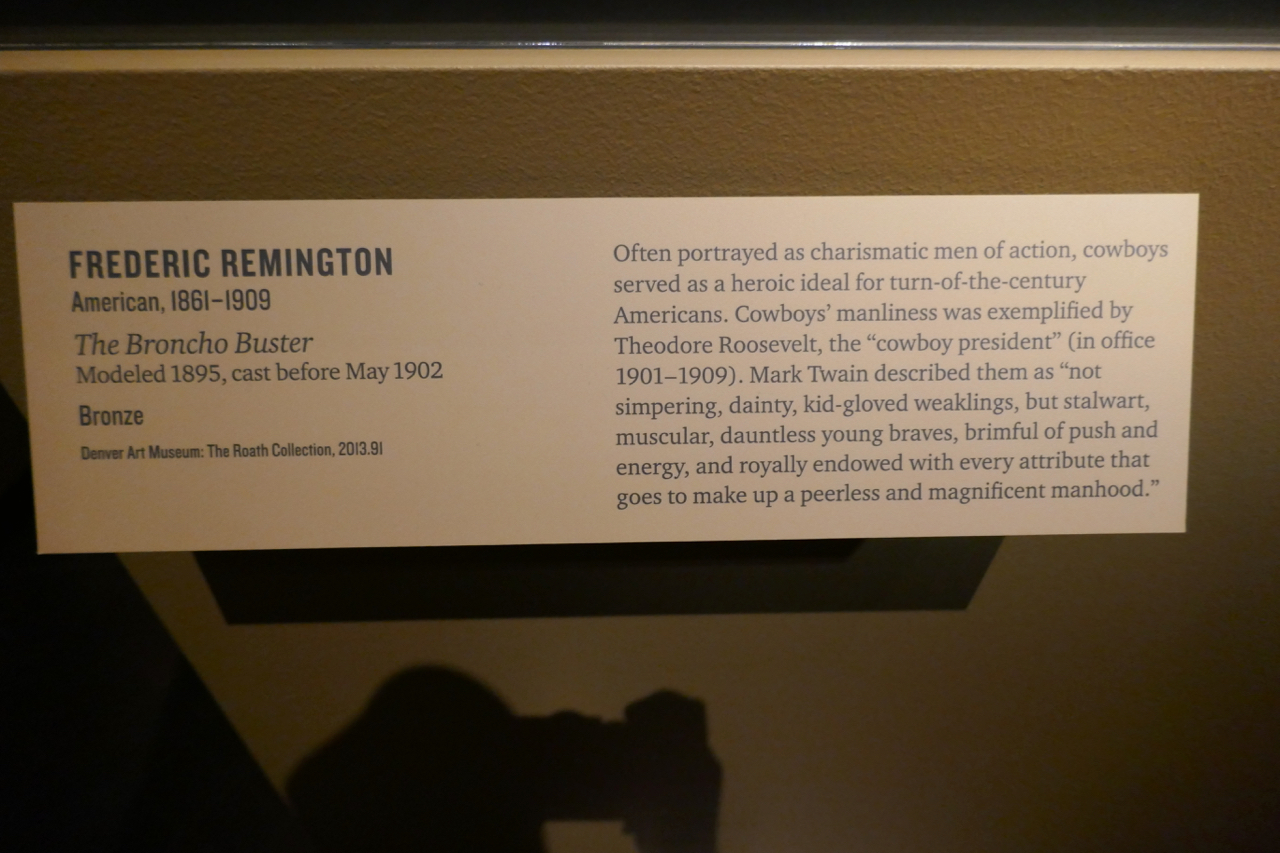 FREDERIC REMINGTON
American, 1861–1909
The Broncho Buster
Modeled 1895, cast before May 1902
Bronze
Denver Art Museum: The Roath Collection, 2013.91
Often portrayed as charismatic men of action, cowboys
served as a heroic ideal for turn-of-the-century
Americans. Cowboys’ manliness was exemplified by
Theodore Roosevelt, the “cowboy president” (in office
1901–1909). Mark Twain described them as “not
simpering, dainty, kid-gloved weaklings, but stalwart,
muscular, dauntless young braves, brimful of push and
energy, and royally endowed with every attribute that
goes to make up a peerless and magnificent manhood.”